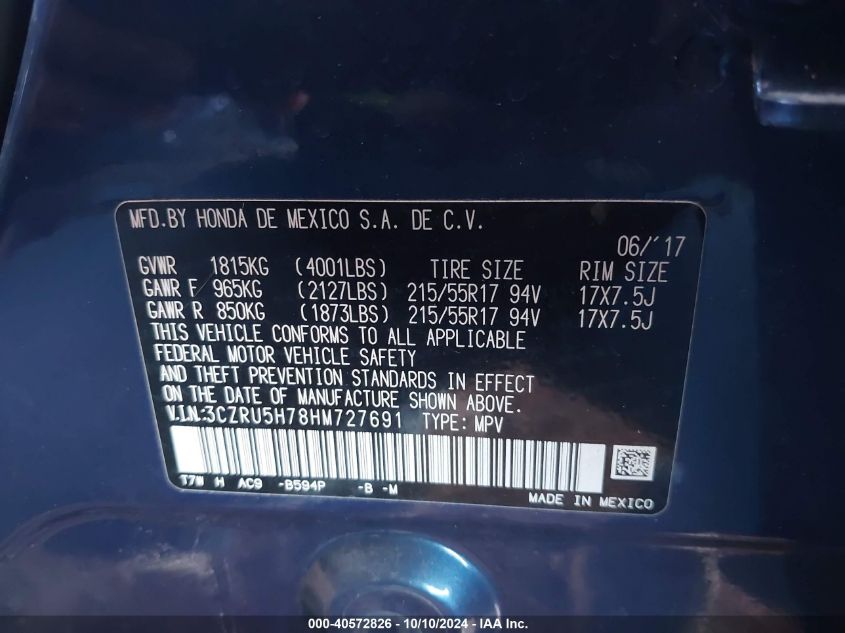 MFD.BY HONDA DE MEXICO S.A. DE C.V.
06/'17
GVWR 1815KG (4001LBS) TIRE SIZE RIM SIZE
GAWR F 965KG (2127LBS) 215/55R17 94V 17X7.5J
GAWR R 850KG (1873LBS) 215/55R17 94V 17X7.5J
THIS VEHICLE CONFORMS TO ALL APPLICABLE
FEDERAL MOTOR VEHICLE SAFETY
AND THEFT PREVENTION STANDARDS IN EFFECT
ON THE DATE OF MANUFACTURE SHOWN ABOVE.
V.I.N:3CZRU5H78HM727691 TYPE: MPV
T7W H AC9 -B594P -B -M
MADE IN MEXICO
000-40572826 - 10/10/2024 - IAA Inc.